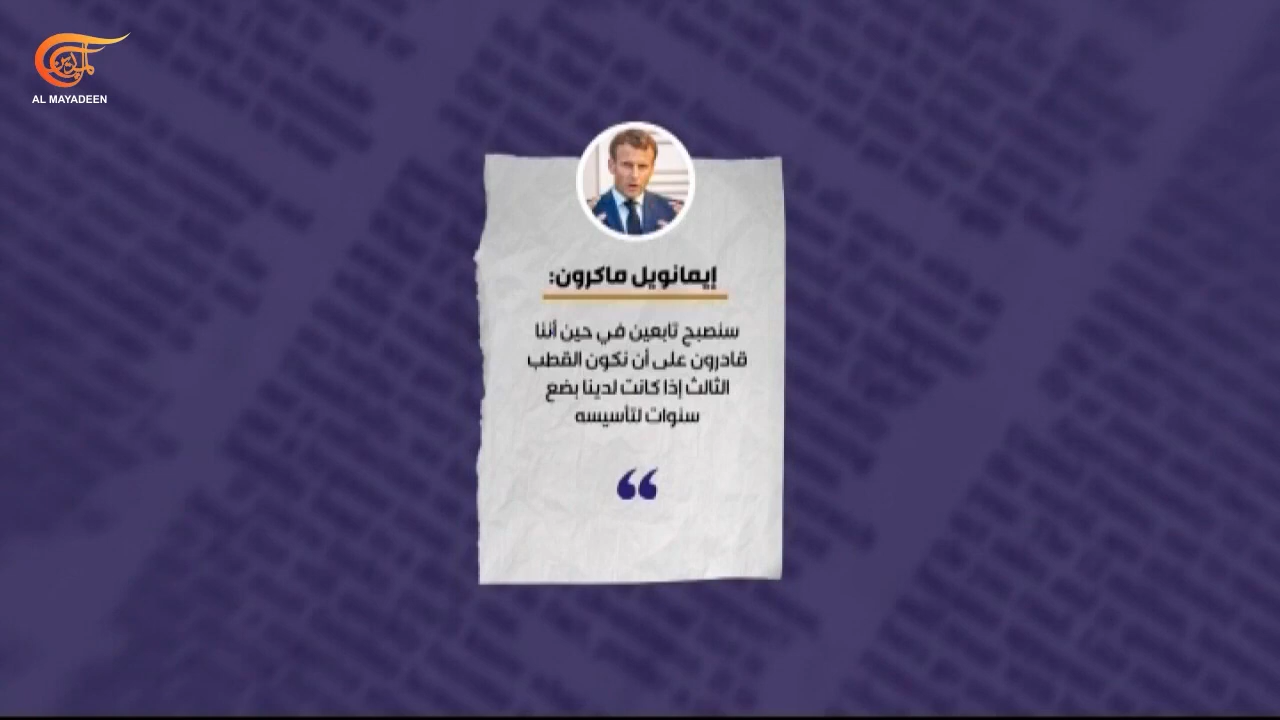 AL MAYADEEN
إيمانويل ماكرون:
سنصبح تابعين في حين أننا
قادرون على أن نكون القطب
الثالث إذا كانت لدينا بضع
سنوات لتأسيسه